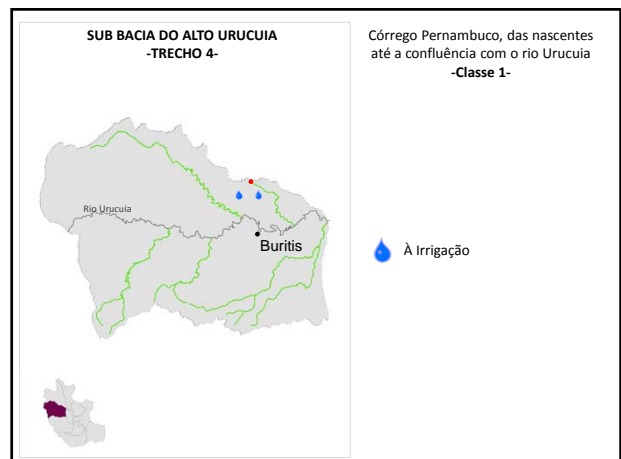 SUB BACIA DO ALTO URUCUIA
-TRECHO 4-
Rio Urucuia
Buritis
Córrego Pernambuco, das nascentes
até a confluência com o rio Urucuia
-Classe 1-
À Irrigação